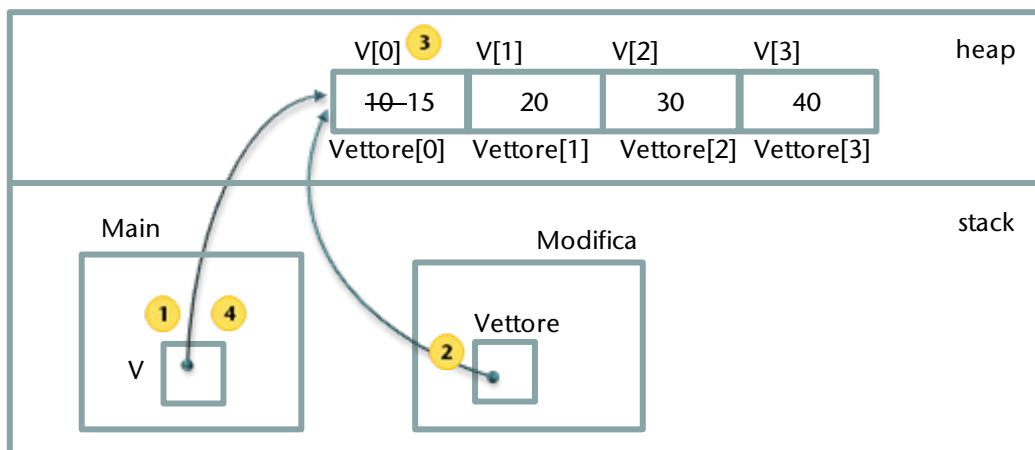 V[0] 3 V[1] V[2] V[3] heap
10 15 20 30 40
Vettore[0] Vettore[1] Vettore[2] Vettore[3]
stack
Main
Modifica
1 4
Vettore
2
V